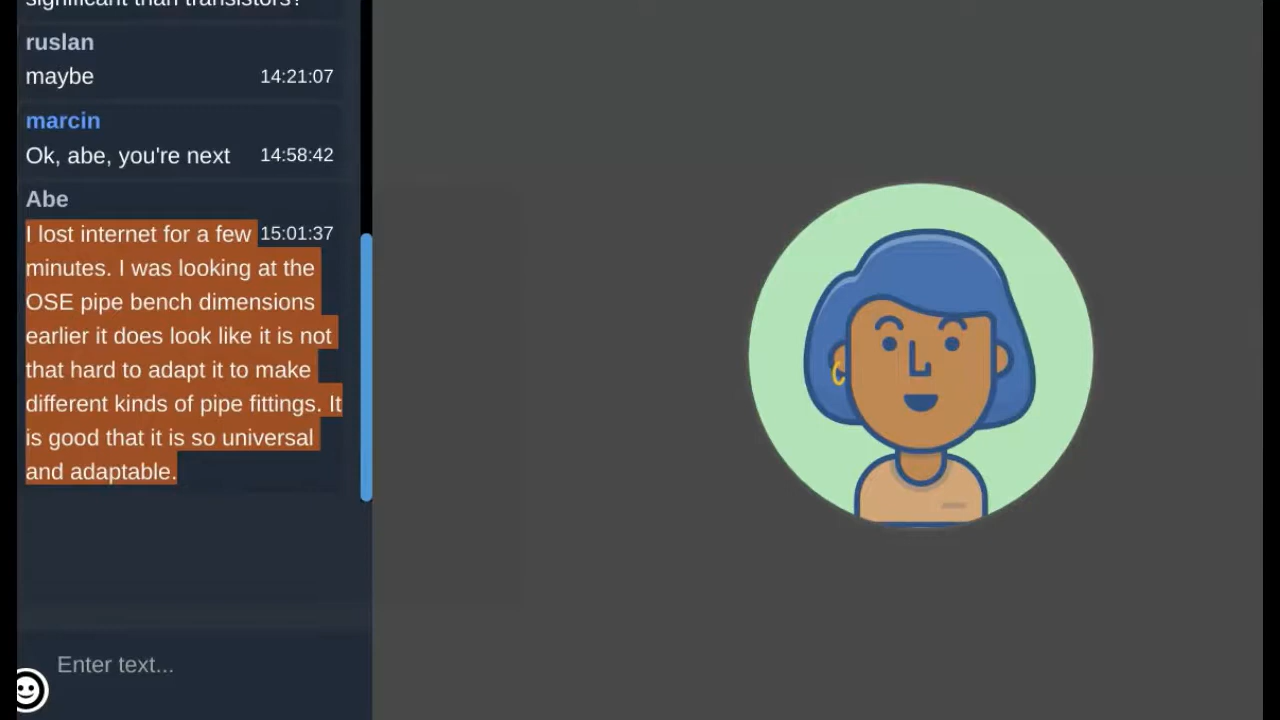 significant than transistors?
ruslan
maybe 14:21:07
marcin
Ok, abe, you're next 14:58:42
Abe
I lost internet for a few 15:01:37
minutes. I was looking at the
OSE pipe bench dimensions
earlier it does look like it is not
that hard to adapt it to make
different kinds of pipe fittings. It
is good that it is so universal
and adaptable.
Enter text...